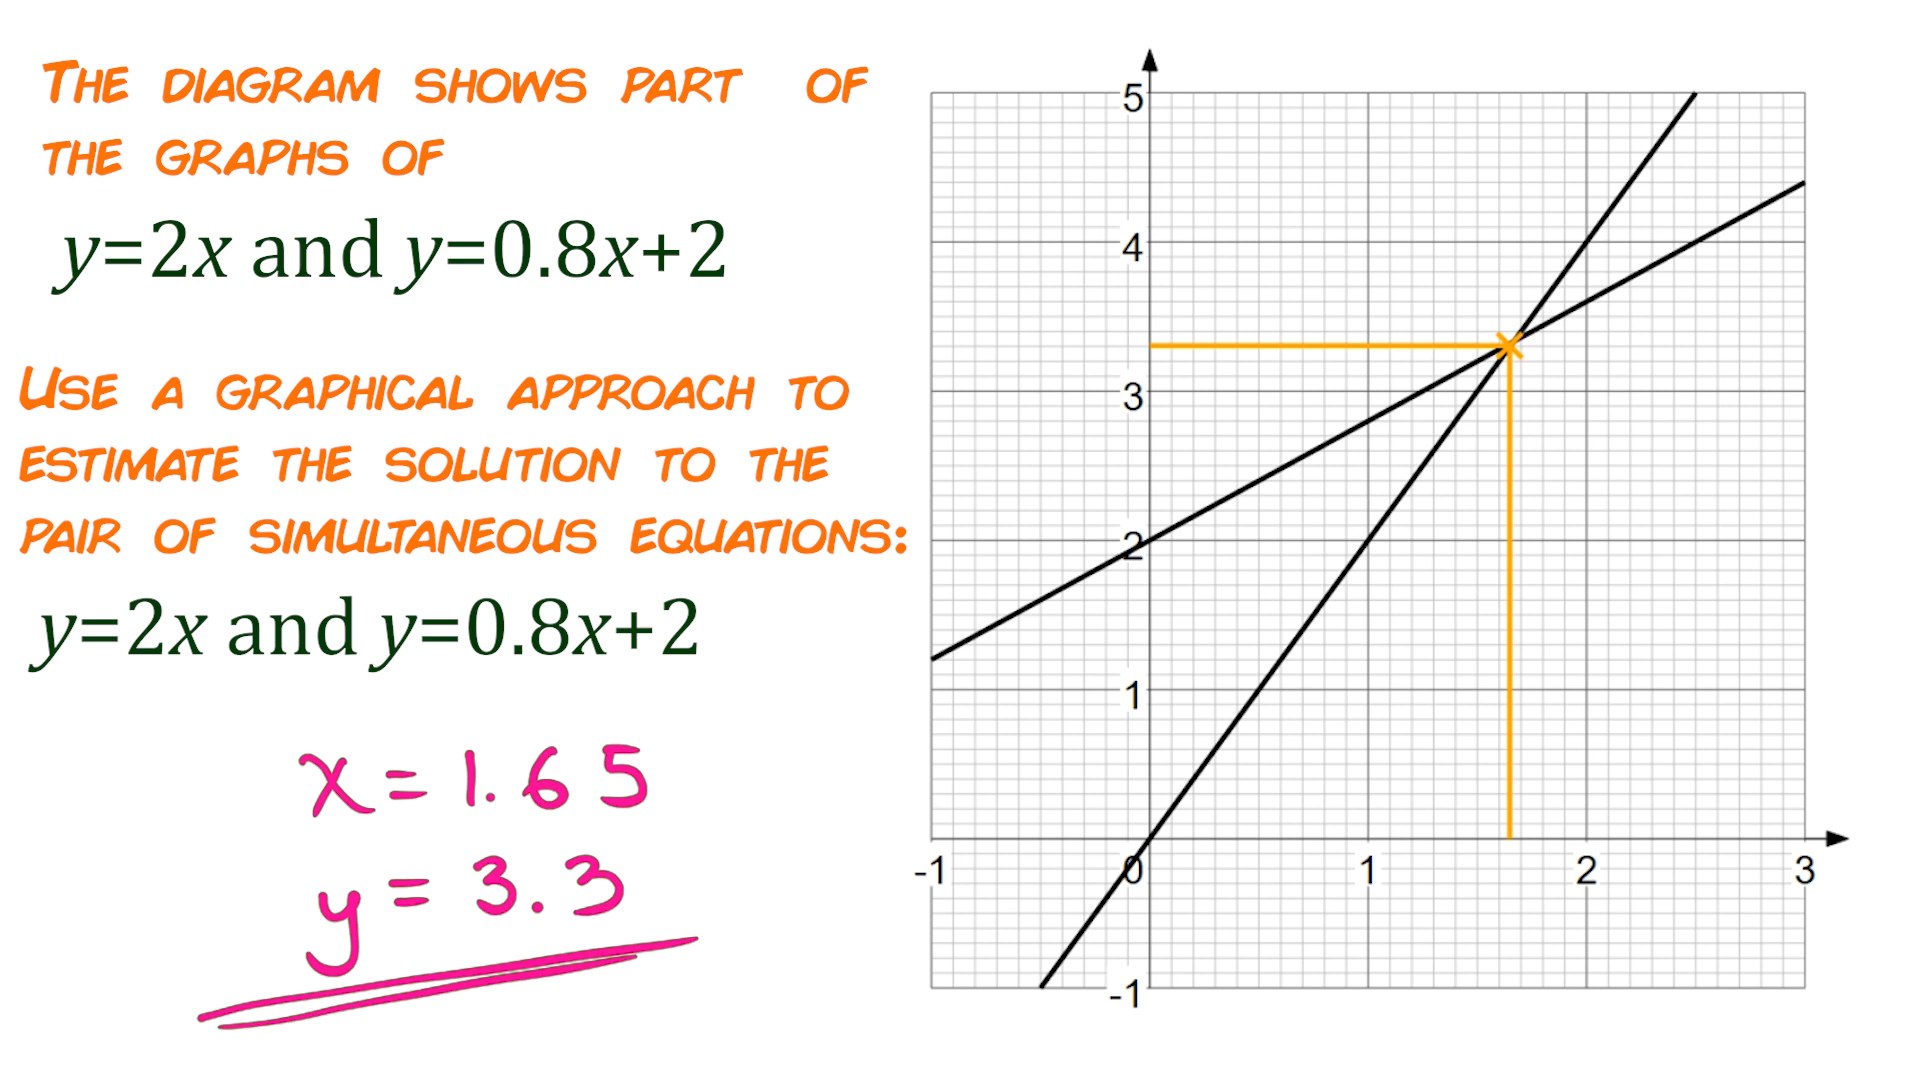 THE DIAGRAM SHOWS PART OF
THE GRAPHS OF
y=2x and y=0.8x+2
USE A GRAPHICAL APPROACH TO
ESTIMATE THE SOLUTION TO THE
PAIR OF SIMULTANEOUS EQUATIONS:
y=2x and y=0.8x+2
x = 1.65
y = 3.3
5
4
3
2
1
-1 0 1 2 3
-1